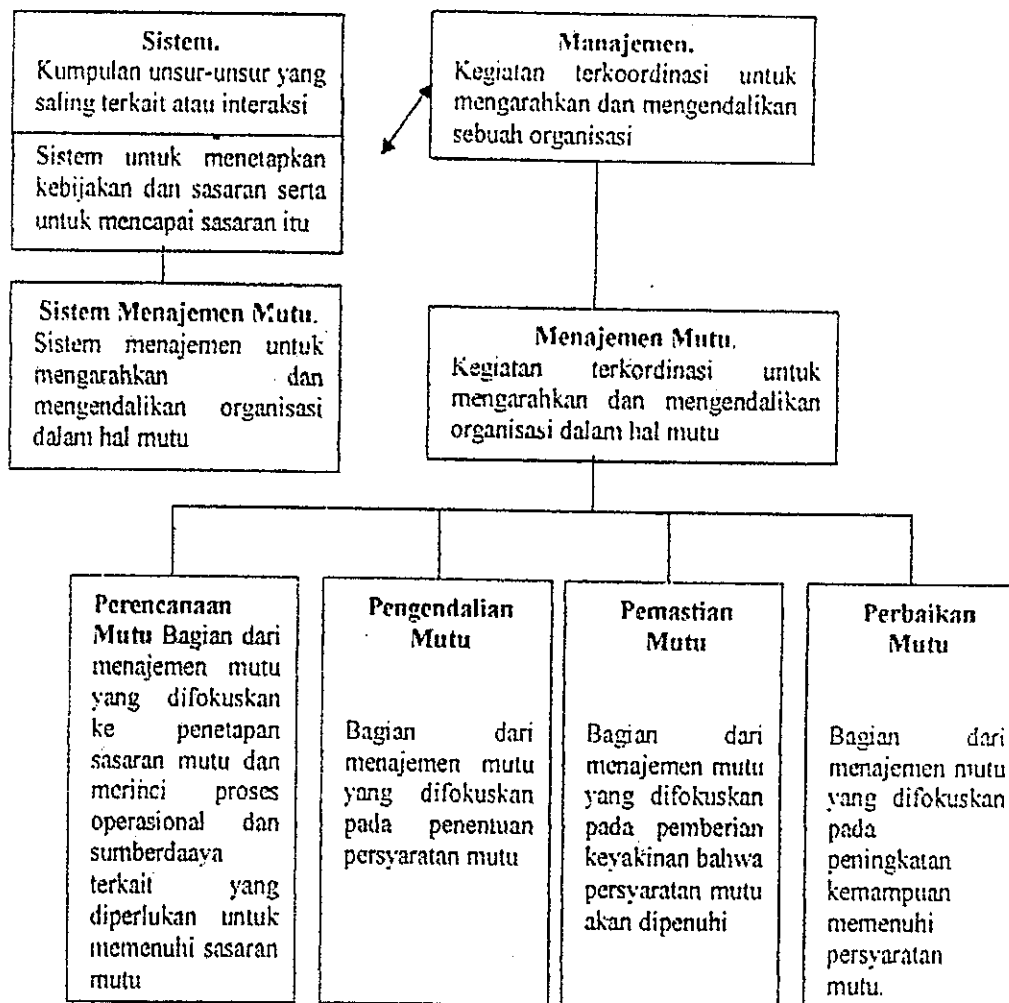 Sistem.
Kumpulan unsur-unsur yang
saling terkait atau interaksi
Sistem untuk menetapkan
kebijakan dan sasaran serta
untuk mencapai sasaran itu
Manajemen.
Kegiatan terkoordinasi untuk
mengarahkan dan mengendalikan
sebuah organisasi
Sistem Menajemen Mutu.
Sistem menajemen untuk
mengarahkan dan
mengendalikan organisasi
dalam hal mutu
Menajemen Mutu.
Kegiatan terkordinasi untuk
mengarahkan dan mengendalikan
organisasi dalam hal mutu
Perencanaan
Mutu Bagian dari
menajemen mutu
yang difokuskan
ke penetapan
sasaran mutu dan
merinci proses
operasional dan
sumberdaaya
terkait yang
diperlukan untuk
memenuhi sasaran
mutu
Pengendalian
Mutu
Bagian dari
menajemen mutu
yang difokuskan
pada penentuan
persyaratan mutu
Pemastian
Mutu
Bagian dari
menajemen mutu
yang difokuskan
pada pemberian
keyakinan bahwa
persyaratan mutu
akan dipenuhi
Perbaikan
Mutu
Bagian dari
menajemen mutu
yang difokuskan
pada
peningkatan
kemampuan
memenuhi
persyaratan
mutu.